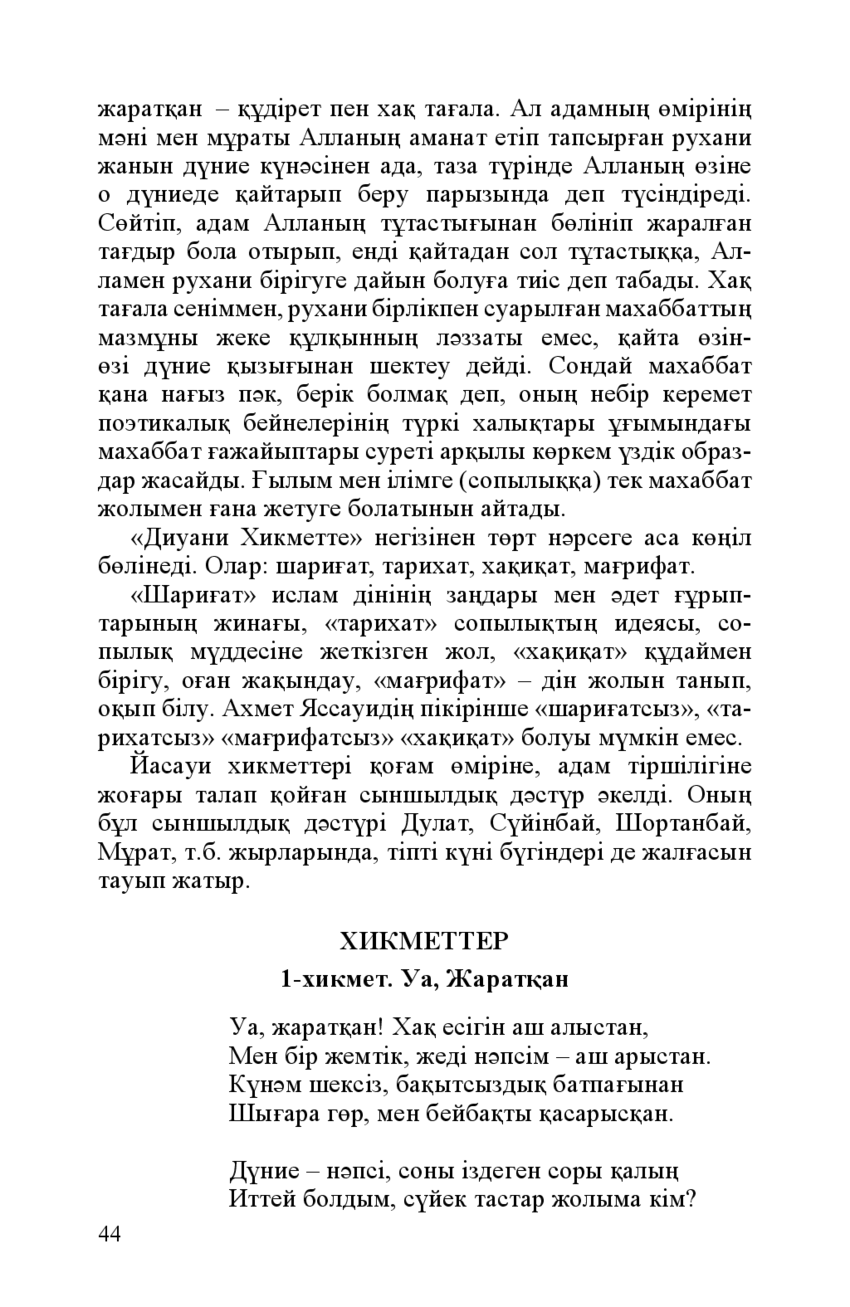 жаратқан – құдірет пен хақ тағала. Ал адамның өмірінің
мәні мен мұраты Алланың аманат етіп тапсырған рухани
жанын дүние күнәсінен ада, таза түрінде Алланың өзіне
о дүниеде қайтарып беру парызында деп түсіндіреді.
Сөйтіп, адам Алланың тұтастығынан бөлініп жаралған
тағдыр бола отырып, енді қайтадан сол тұтастыққа, Ал-
ламен рухани бірігуге дайын болуға тиіс деп табады. Хақ
тағала сеніммен, рухани бірлікпен суарылған махаббаттың
мазмұны жеке құлқынның ләззаты емес, қайта өзін-
өзі дүние қызығынан шектеу дейді. Сондай махаббат
қана нағыз пәк, берік болмақ деп, оның небір керемет
поэтикалық бейнелерінің түркі халықтары ұғымындағы
махаббат ғажайыптары суреті арқылы көркем үздік образ-
дар жасайды. Ғылым мен ілімге (сопылыққа) тек махаббат
жолымен ғана жетуге болатынын айтады.
«Диуани Хикметте» негізінен төрт нәрсеге аса көңіл
бөлінеді. Олар: шариғат, тарихат, хақиқат, мағрифат.
«Шариғат» ислам дінінің заңдары мен әдет ғұрып-
тарының жинағы, «тарихат» сопылықтың идеясы, со-
пылық мүддесіне жеткізген жол, «хақиқат» құдаймен
бірігу, оған жақындау, «мағрифат» – дін жолын танып,
оқып білу. Ахмет Яссауидің пікірінше «шариғатсыз», «та-
рихатсыз» «мағрифатсыз» «хақиқат» болуы мүмкін емес.
Йасауи хикметтері қоғам өміріне, адам тіршілігіне
жоғары талап қойған сыншылдық дәстүр әкелді. Оның
бұл сыншылдық дәстүрі Дулат, Сүйінбай, Шортанбай,
Мұрат, т.б. жырларында, тіпті күні бүгіндері де жалғасын
тауып жатыр.
ХИКМЕТТЕР
1-хикмет. Уа, Жаратқан
Уа, жаратқан! Хақ есігін аш алыстан,
Мен бір жемтік, жеді нәпсім – аш арыстан.
Күнәм шексіз, бақытсыздық батпағынан
Шығара гөр, мен бейбақты қасарысқан.
Дүние – нәпсі, соны іздеген соры қалың
Иттей болдым, сүйек тастар жолыма кім?
44